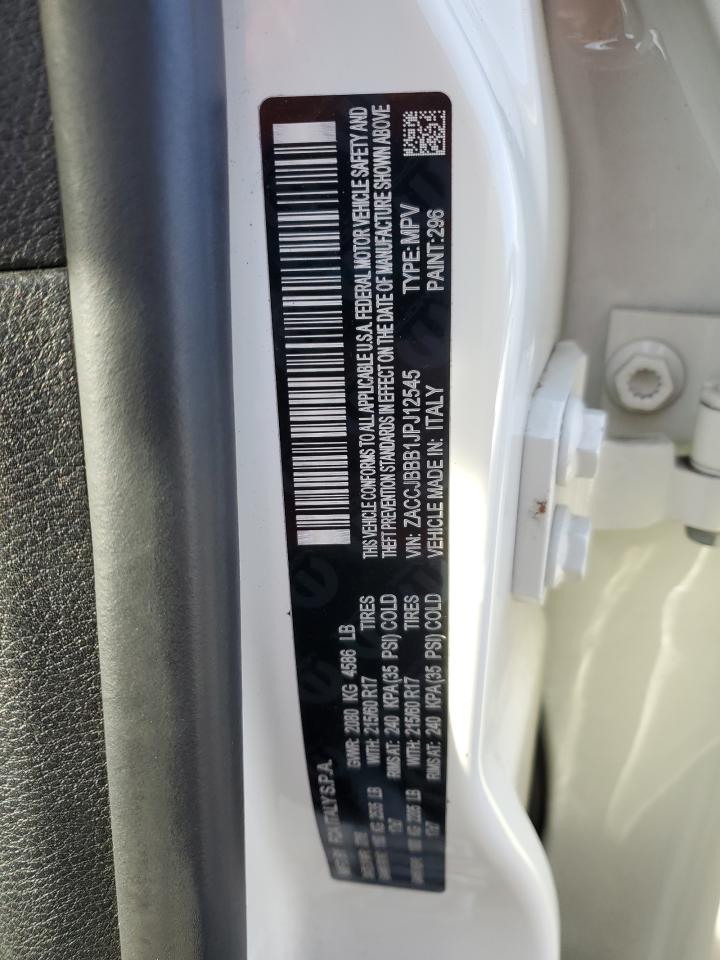 FCA ITALY S.P.A.
GVWR: 2080 KG 4586 LB
WITH: 215/60 R17 TIRES
RIMS AT: 240 KPA (35 PSI) COLD
WITH: 215/60 R17 TIRES
RIMS AT: 240 KPA (35 PSI) COLD
THIS VEHICLE CONFORMS TO ALL APPLICABLE U.S.A. FEDERAL MOTOR VEHICLE SAFETY AND
THEFT PREVENTION STANDARDS IN EFFECT ON THE DATE OF MANUFACTURE SHOWN ABOVE
VIN: ZACCJBBB1JPJ12545 TYPE: MPV
VEHICLE MADE IN: ITALY PAINT: 296